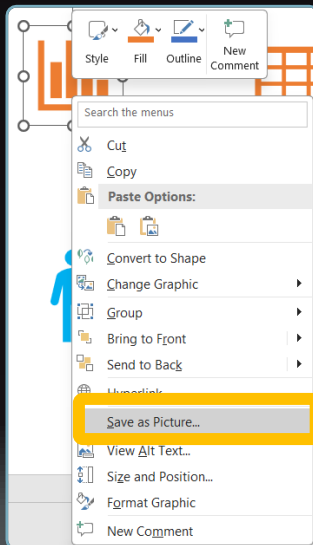 Style
Fill
Outline
New
Comment
Search the menus
Cut
Copy
Paste Options:
Convert to Shape
Change Graphic
Group
Bring to Front
Send to Back
Hyperlink
Save as Picture...
View Alt Text...
Size and Position...
Format Graphic
New Comment